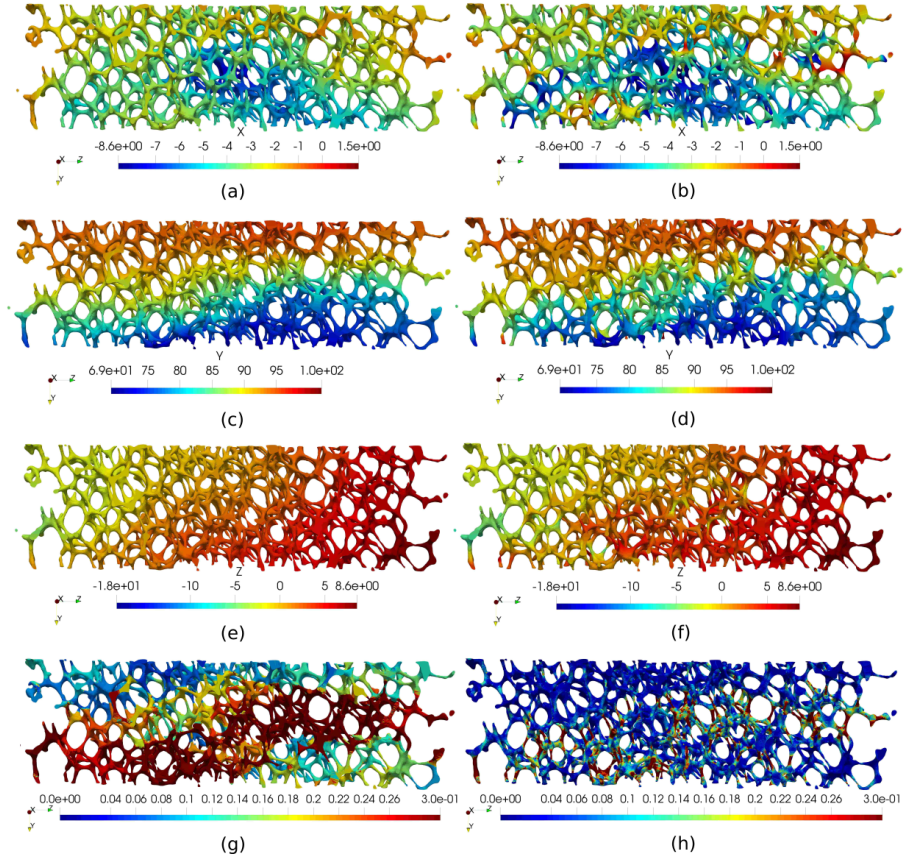 X X
-8.6e+00 -7 -6 -5 -4 -3 -2 -1 0 1.5e+00 -8.6e+00 -7 -6 -5 -4 -3 -2 -1 0 1.5e+00
X Z X Z
Y Y
(a) (b)
Y Y
6.9e+01 75 80 85 90 95 1.0e+02 6.9e+01 75 80 85 90 95 1.0e+02
X Z X Z
Y Y
(c) (d)
Z Z
-1.8e+01 -10 -5 0 5 8.6e+00 -1.8e+01 -10 -5 0 5 8.6e+00
X Z X Z
Y Y
(e) (f)
0.0e+00 0.04 0.06 0.08 0.1 0.12 0.14 0.16 0.18 0.2 0.22 0.24 0.26 3.0e-01 0.0e+00 0.04 0.06 0.08 0.1 0.12 0.14 0.16 0.18 0.2 0.22 0.24 0.26 3.0e-01
X Z X Z
Y Y
(g) (h)